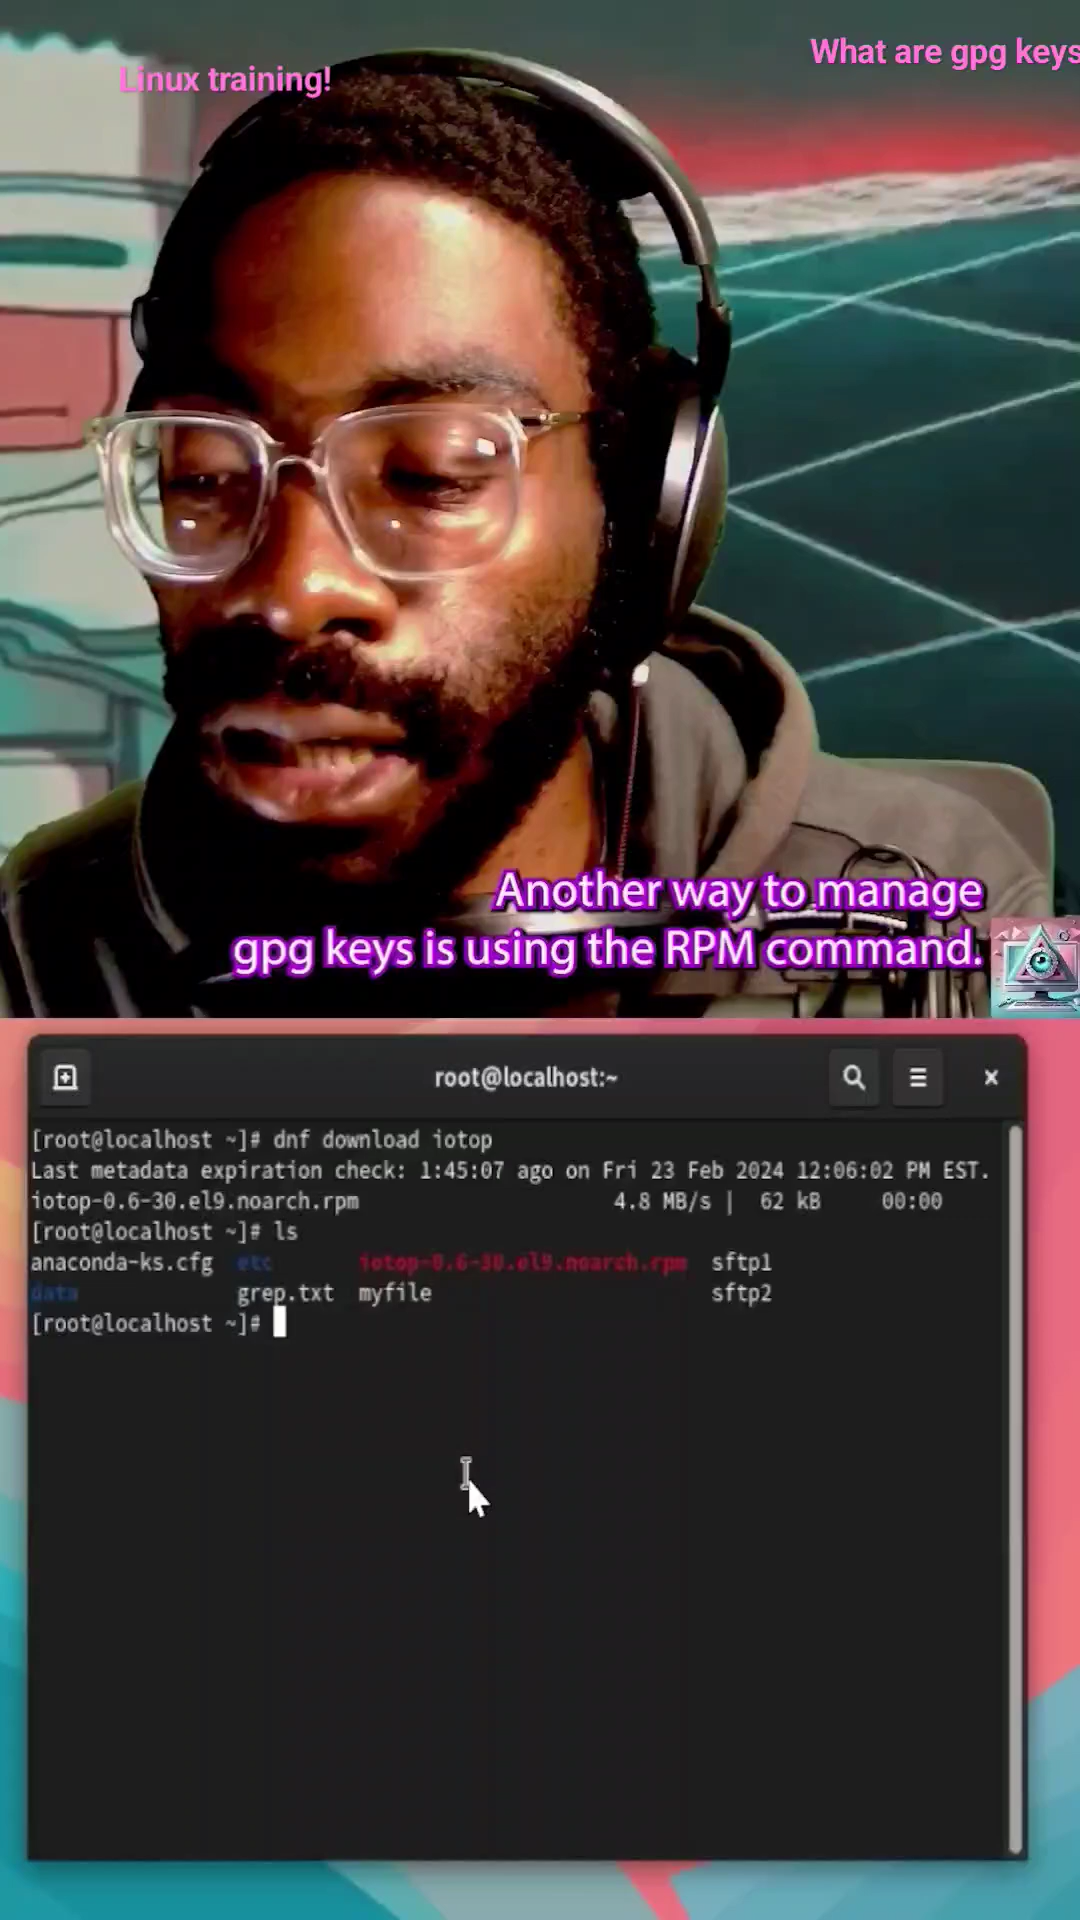 Linux training!
What are gpg keys
Another way to manage
gpg keys is using the RPM command.
root@localhost:~
[root@localhost ~]# dnf download iotop
Last metadata expiration check: 1:45:07 ago on Fri 23 Feb 2024 12:06:02 PM EST.
iotop-0.6-30.el9.noarch.rpm 4.8 MB/s | 62 kB 00:00
[root@localhost ~]# ls
anaconda-ks.cfg etc iotop-0.6-30.el9.noarch.rpm sftp1
data grep.txt myfile sftp2
[root@localhost ~]#